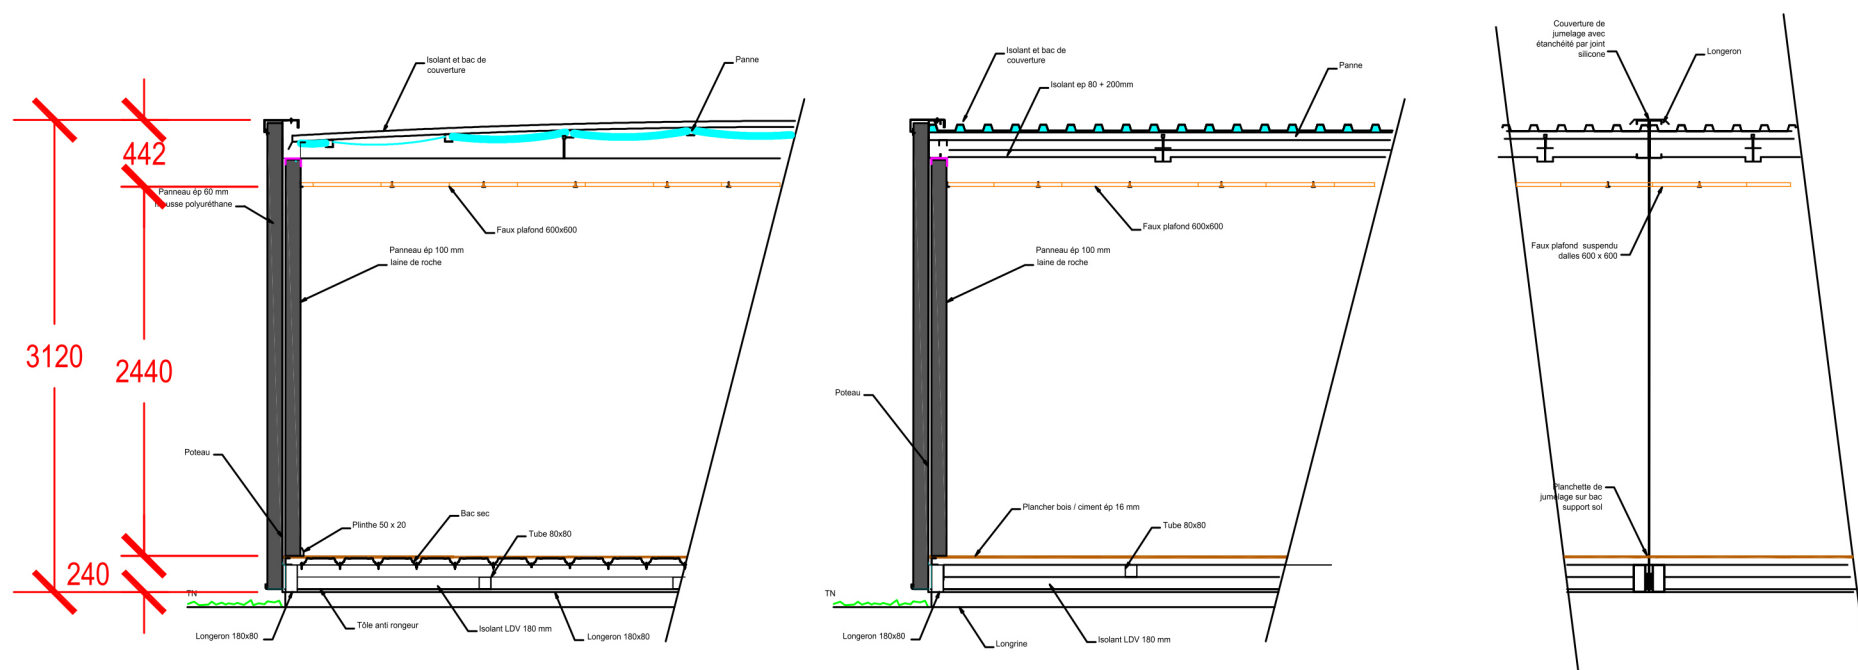 Isolant et bac de
couverture
Panne
442
Panneau ép 60 mm
mousse polyuréthane
Faux plafond 600x600
Panneau ép 100 mm
laine de roche
3120
2440
Poteau
Plinthe 50 x 20
Bac sec
Tube 80x80
240
TN
Longeron 180x80
Tôle anti rongeur
Isolant LDV 180 mm
Longeron 180x80
Isolant et bac de
couverture
Isolant ep 80 + 200mm
Panne
Faux plafond 600x600
Panneau ép 100 mm
laine de roche
Poteau
Plancher bois / ciment ép 16 mm
Tube 80x80
TN
Longeron 180x80
Longrine
Isolant LDV 180 mm
Couverture de
jumelage avec
étanchéité par joint
silicone
Longeron
Faux plafond suspendu
dalles 600 x 600
Planchette de
jumelage sur bac
support sol